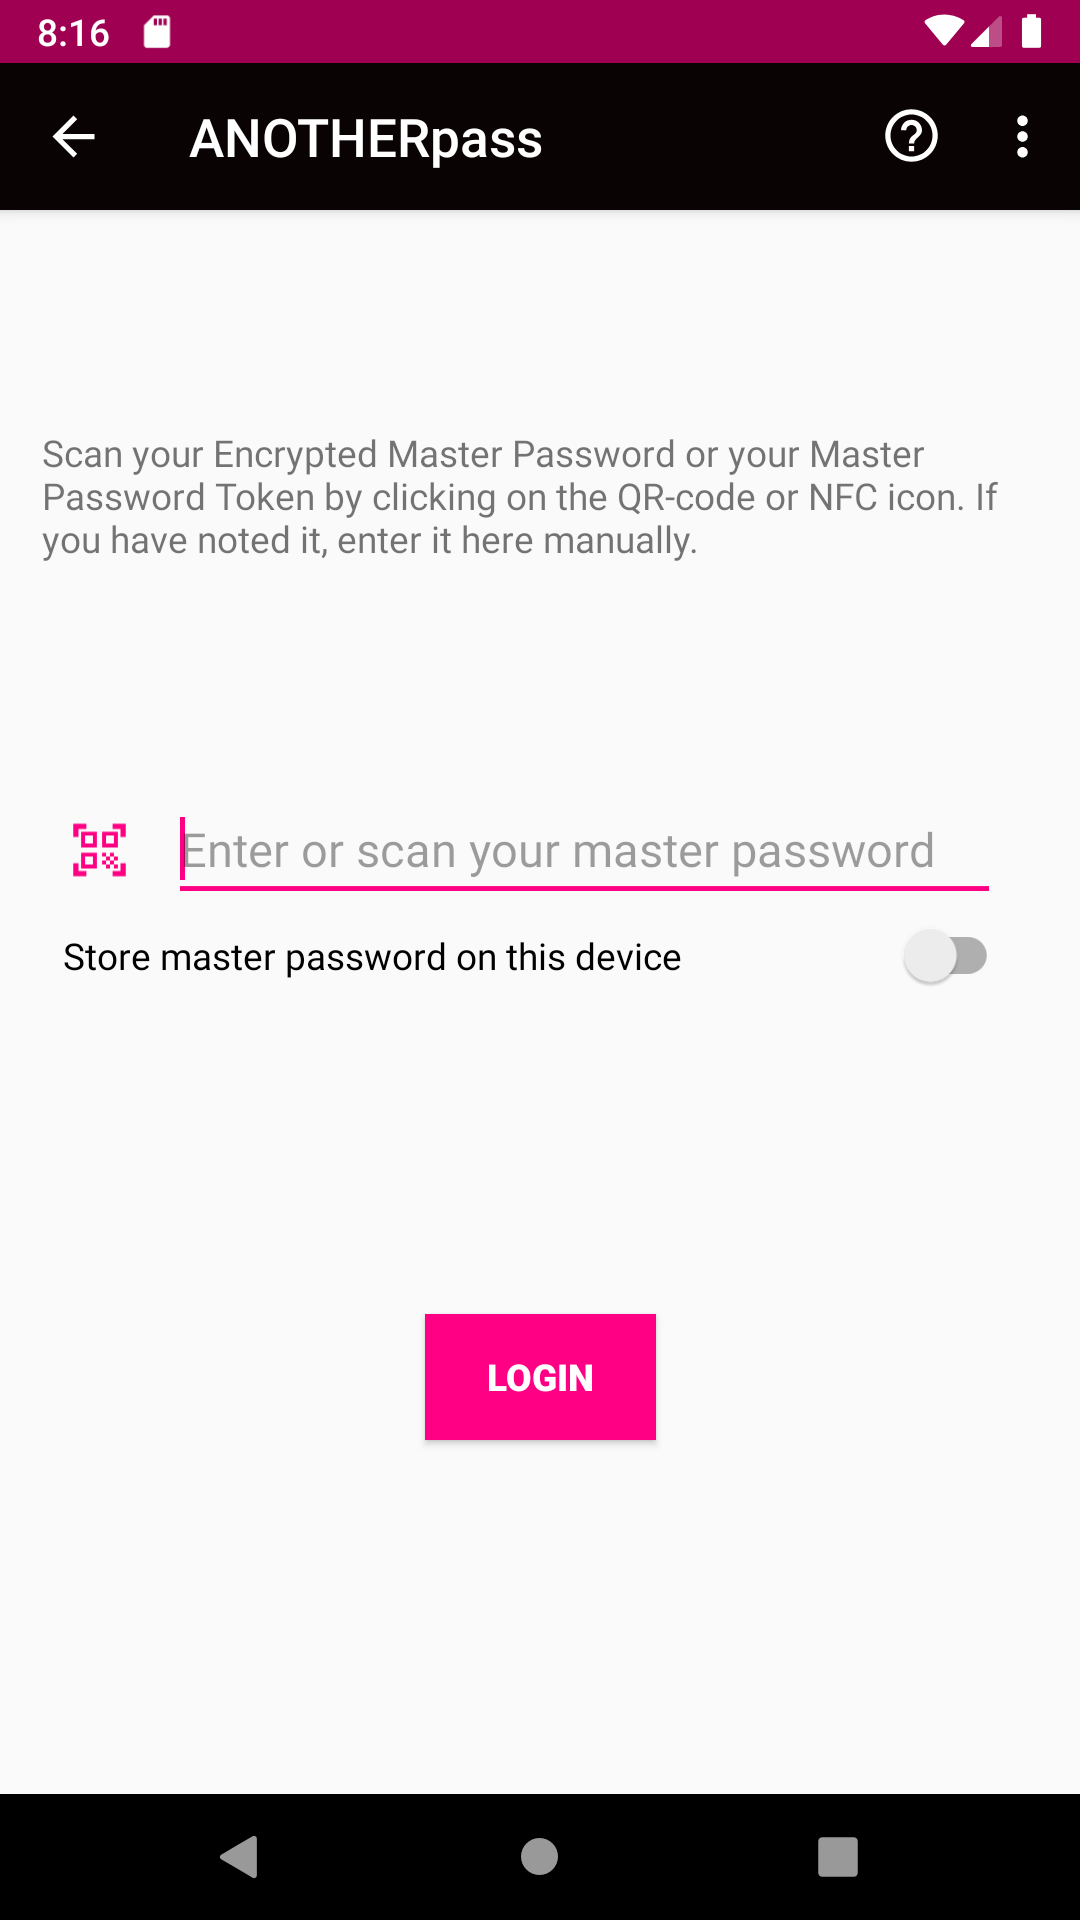 8:16
ANOTHERpass
Scan your Encrypted Master Password or your Master
Password Token by clicking on the QR-code or NFC icon. If
you have noted it, enter it here manually.
Enter or scan your master password
Store master password on this device
LOGIN